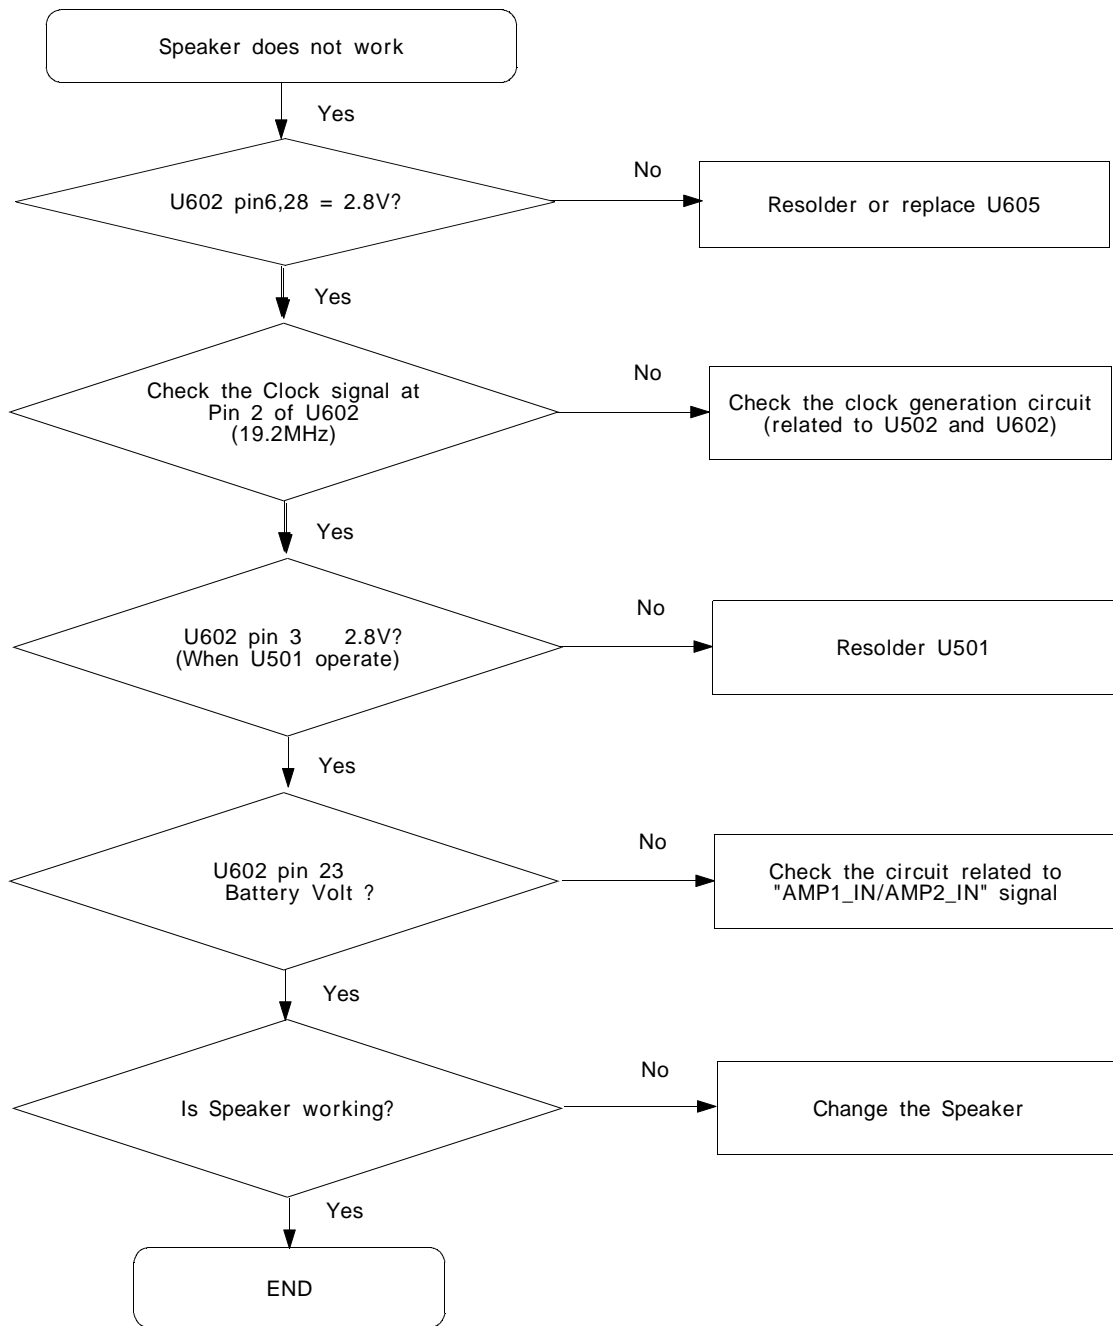 Speaker does not work
Yes
U602 pin6,28 = 2.8V?
No
Resolder or replace U605
Yes
Check the Clock signal at
Pin 2 of U602
(19.2MHz)
No
Check the clock generation circuit
(related to U502 and U602)
Yes
U602 pin 3 2.8V?
(When U501 operate)
No
Resolder U501
Yes
U602 pin 23
Battery Volt ?
No
Check the circuit related to
"AMP1_IN/AMP2_IN" signal
Yes
Is Speaker working?
No
Change the Speaker
Yes
END